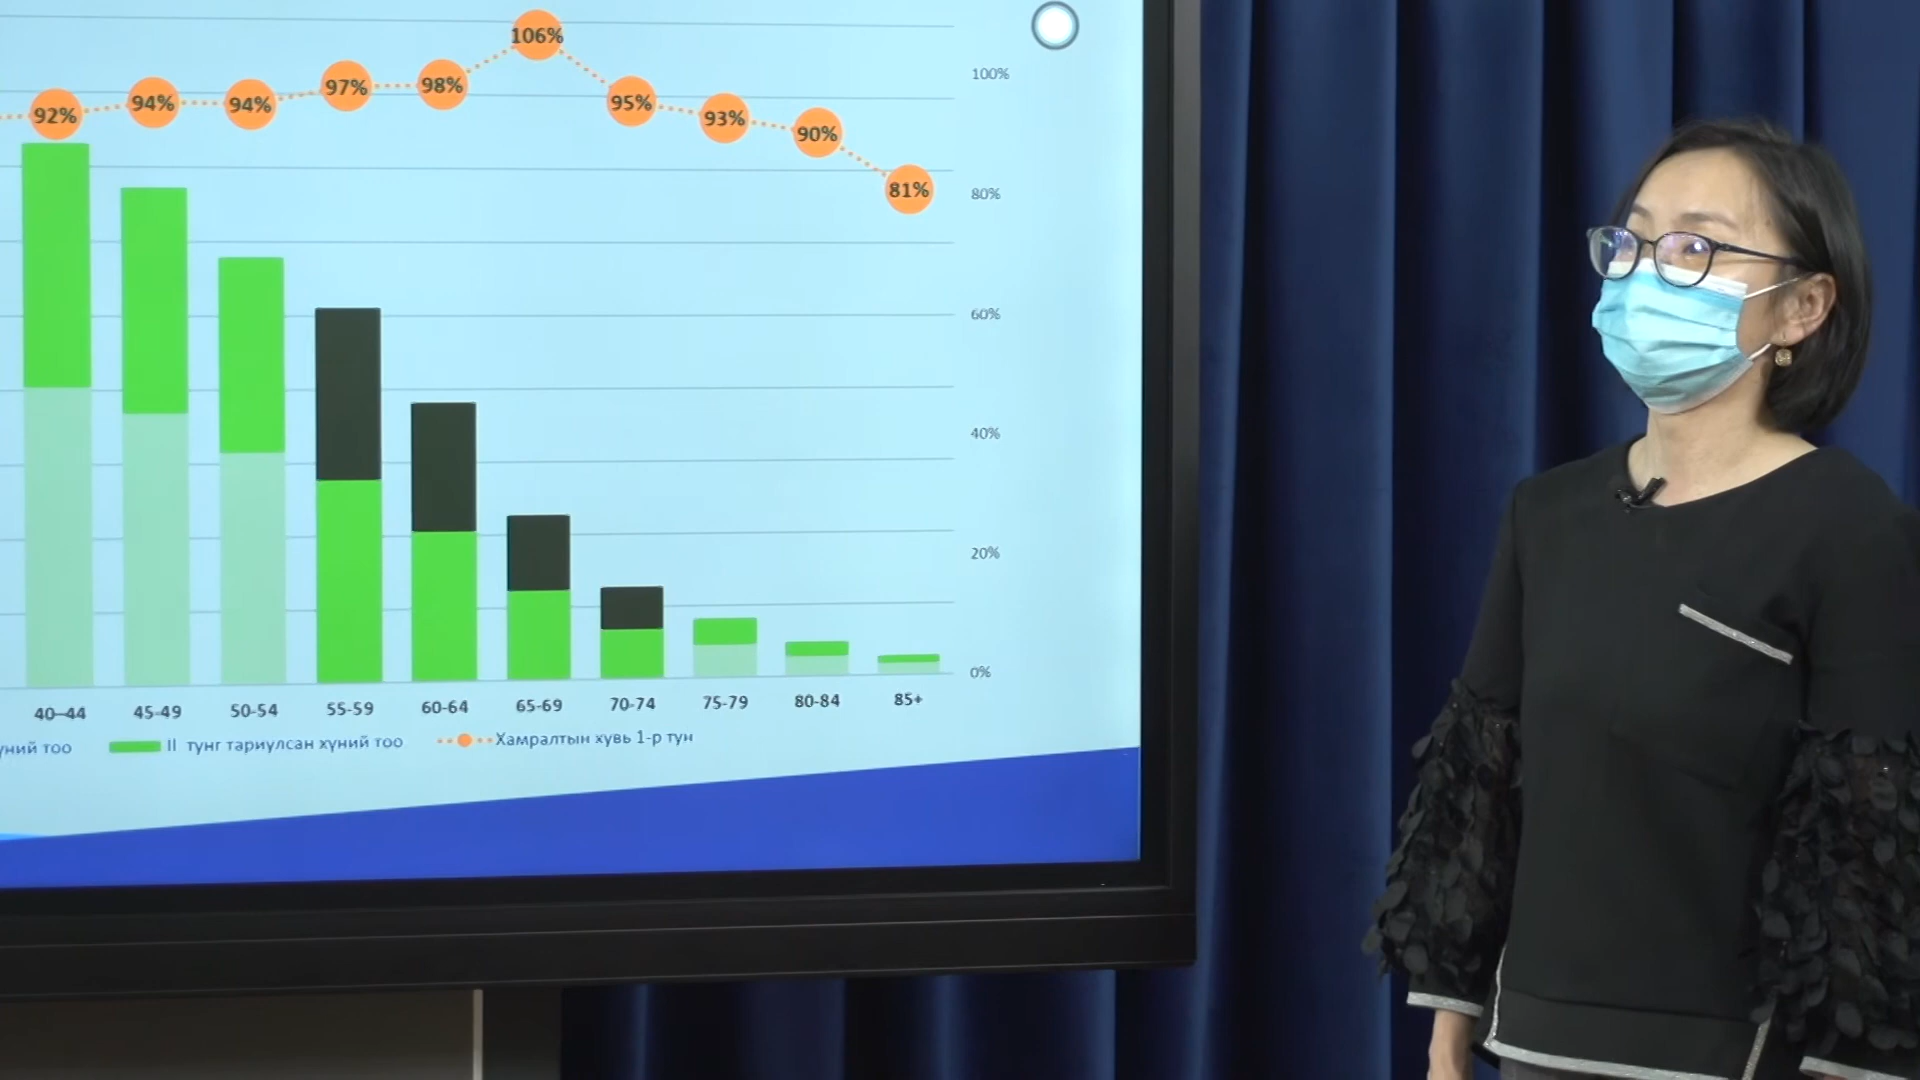 106%
92% 94% 94% 97% 98% 95% 93% 90% 81%
100%
80%
60%
40%
20%
0%
40–44 45-49 50-54 55-59 60-64 65-69 70-74 75-79 80-84 85+
тоо II тунг тариулсан хүний тоо Хамралтын хувь 1-р тун